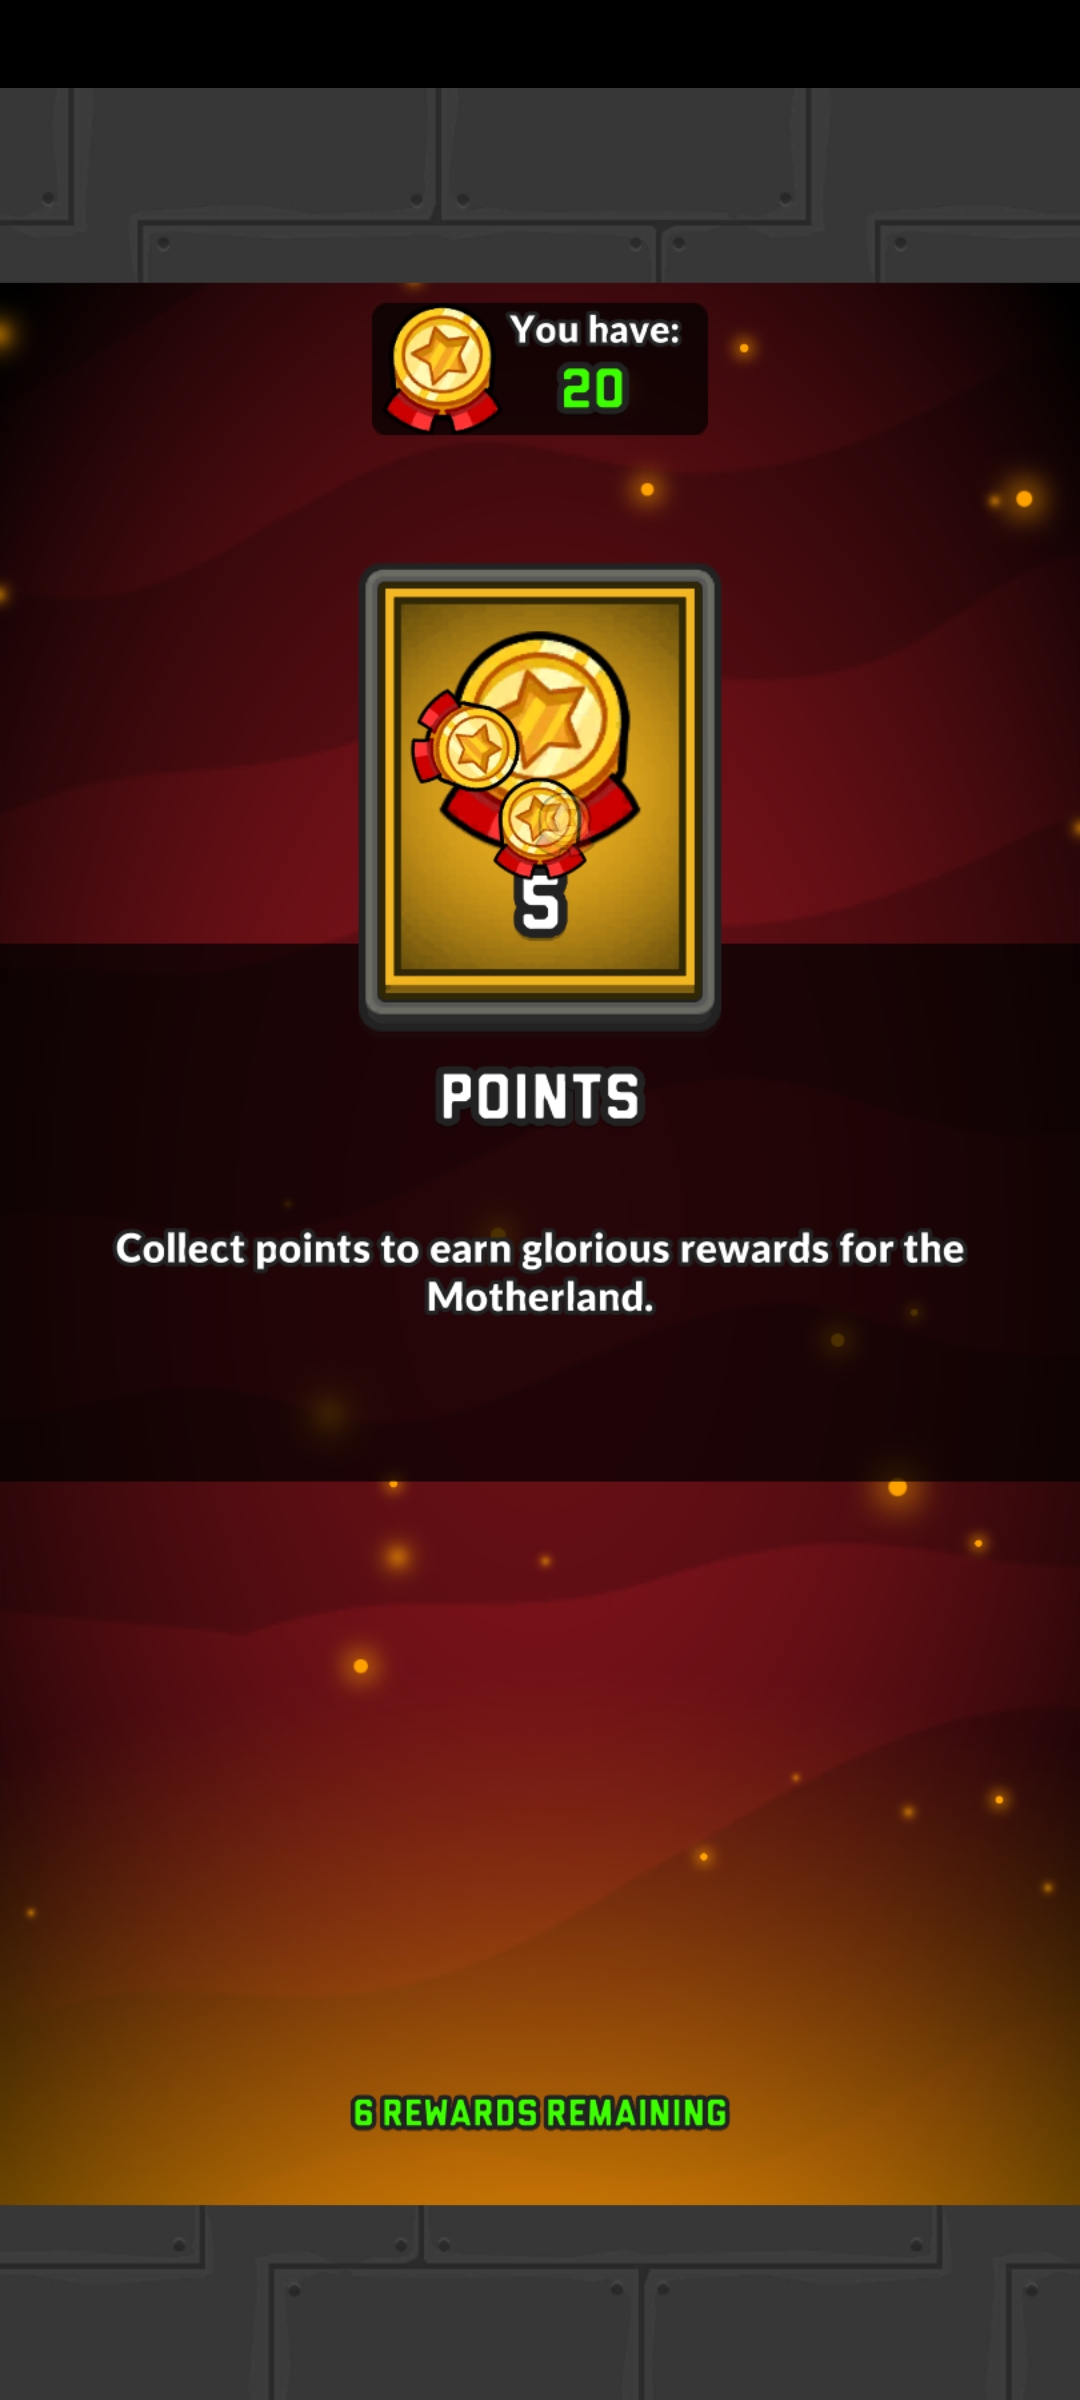 You have:
20
5
POINTS
Collect points to earn glorious rewards for the
Motherland.
6 REWARDS REMAINING